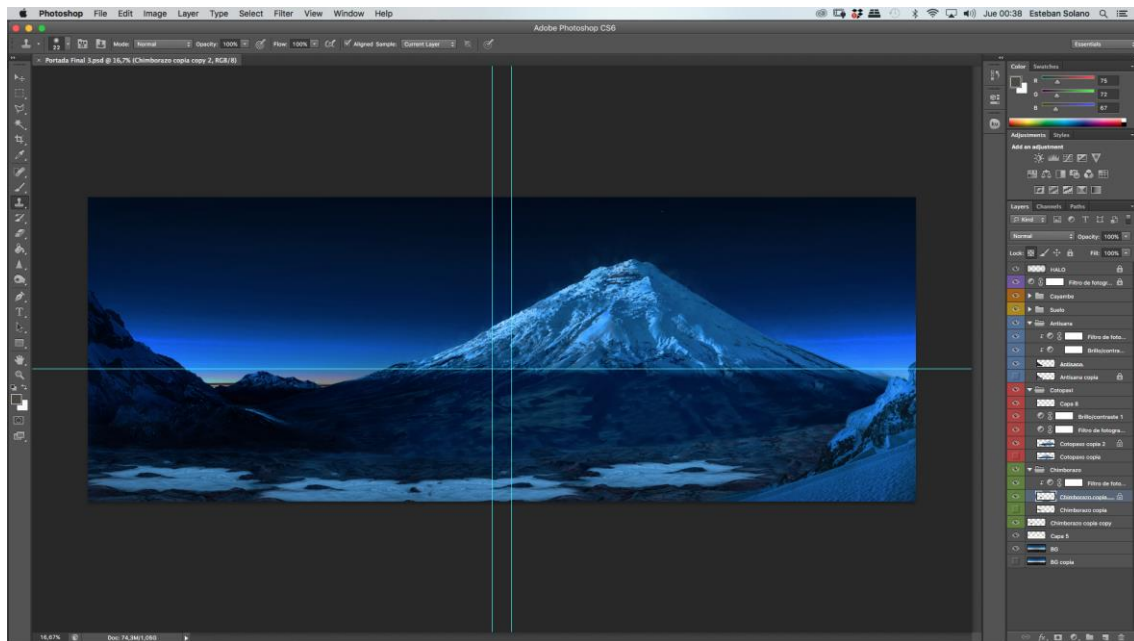 Photoshop File Edit Image Layer Type Select Filter View Window Help Jue 00:38 Esteban Solano
Adobe Photoshop CS6
23 Mode: Normal Opacity: 100% Flow: 100% Aligned Sample: Current Layer Essentials
× Portada Final 3.psd @ 16,7% (Chimborazo copia copy 2, RGB/8)
Color Swatches
R 75
G 72
B 67
Adjustments Styles
Add an adjustment
Layers Channels Paths
Kind
Normal Opacity: 100%
Lock: Fill: 100%
HALO
Filtro de fotogr...
Cayambe
Suelo
Antisana
Filtro de foto...
Brillo/contra...
Antisana
Antisana copia
Cotopaxi
Capa 8
Brillo/contraste 1
Filtro de fotogra...
Cotopaxo copia 2
Cotopaxo copia
Chimborazo
Filtro de foto...
Chimborazo copia ...
Chimborazo copia
Chimborazo copia copy
Capa 5
BG
BG copia
16,67% Doc: 74,3M/1,05G
fx